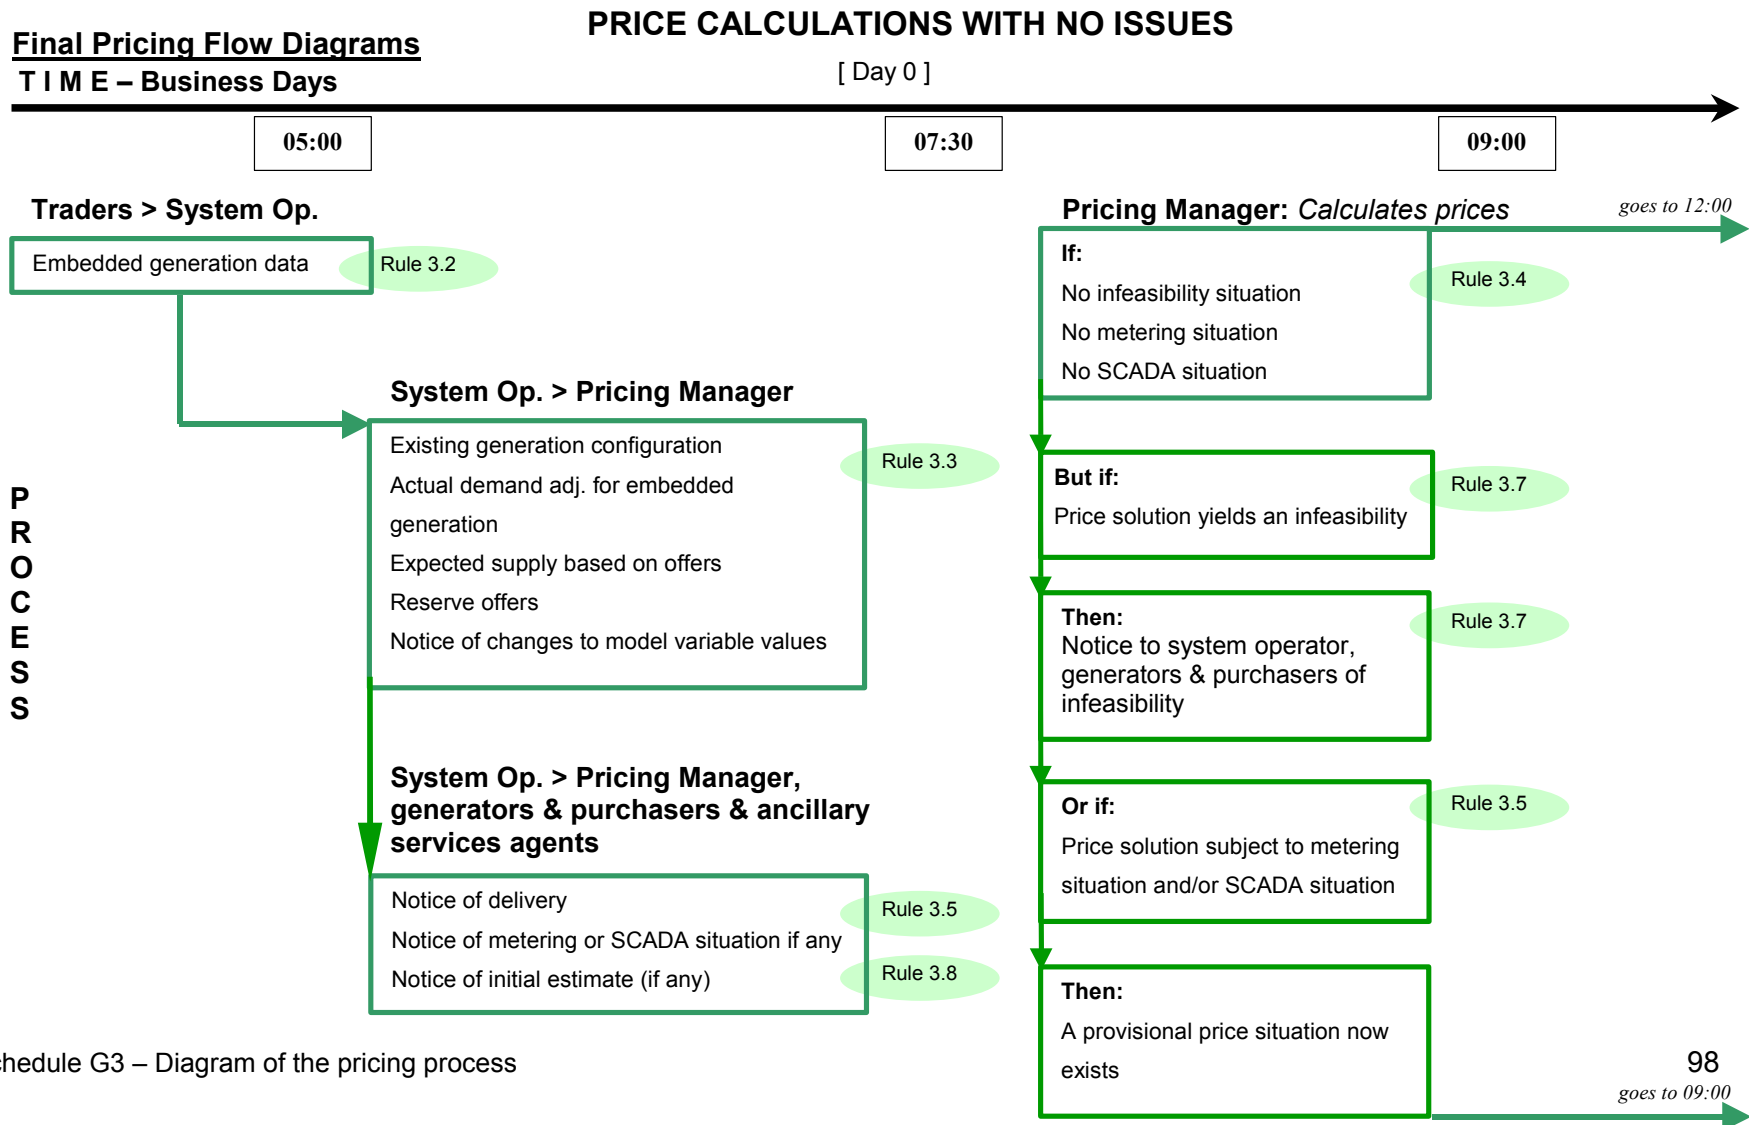 PRICE CALCULATIONS WITH NO ISSUES
Final Pricing Flow Diagrams
T I M E – Business Days
[ Day 0 ]
05:00
07:30
09:00
Traders > System Op.
Embedded generation data
Rule 3.2
System Op. > Pricing Manager
Existing generation configuration
Actual demand adj. for embedded
generation
Expected supply based on offers
Reserve offers
Notice of changes to model variable values
Rule 3.3
System Op. > Pricing Manager,
generators & purchasers & ancillary
services agents
Notice of delivery
Notice of metering or SCADA situation if any
Notice of initial estimate (if any)
Rule 3.5
Rule 3.8
Pricing Manager: Calculates prices
goes to 12:00
If:
No infeasibility situation
No metering situation
No SCADA situation
Rule 3.4
But if:
Price solution yields an infeasibility
Rule 3.7
Then:
Notice to system operator,
generators & purchasers of
infeasibility
Rule 3.7
Or if:
Price solution subject to metering
situation and/or SCADA situation
Rule 3.5
Then:
A provisional price situation now
exists
goes to 09:00
P
R
O
C
E
S
S
hedule G3 – Diagram of the pricing process
98